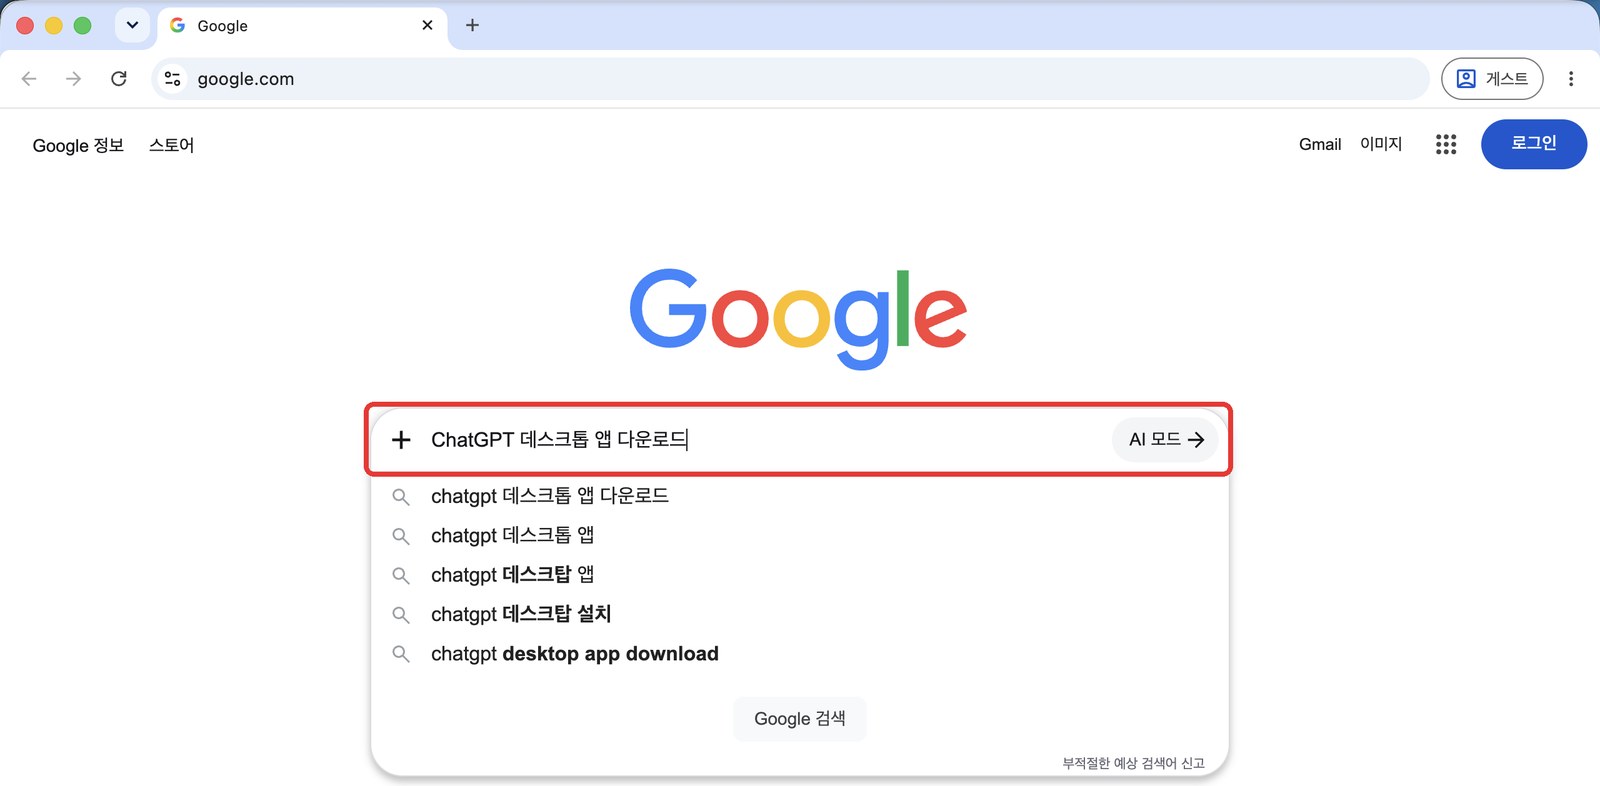 Google
google.com
게스트
Google 정보 스토어
Gmail 이미지
로그인
Google
ChatGPT 데스크톱 앱 다운로드
AI 모드
chatgpt 데스크톱 앱 다운로드
chatgpt 데스크톱 앱
chatgpt 데스크탑 앱
chatgpt 데스크탑 설치
chatgpt desktop app download
Google 검색
부적절한 예상 검색어 신고